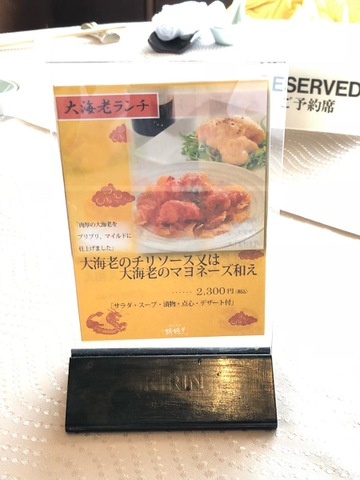 大海老ランチ
「肉厚の大海老を
プリプリ、マイルドに
仕上げました」
大海老のチリソース又は
大海老のマヨネーズ和え
……2,300円(税込)
「サラダ・スープ・漬物・点心・デザート付」
KIRIN
ESERVED
ご予約席